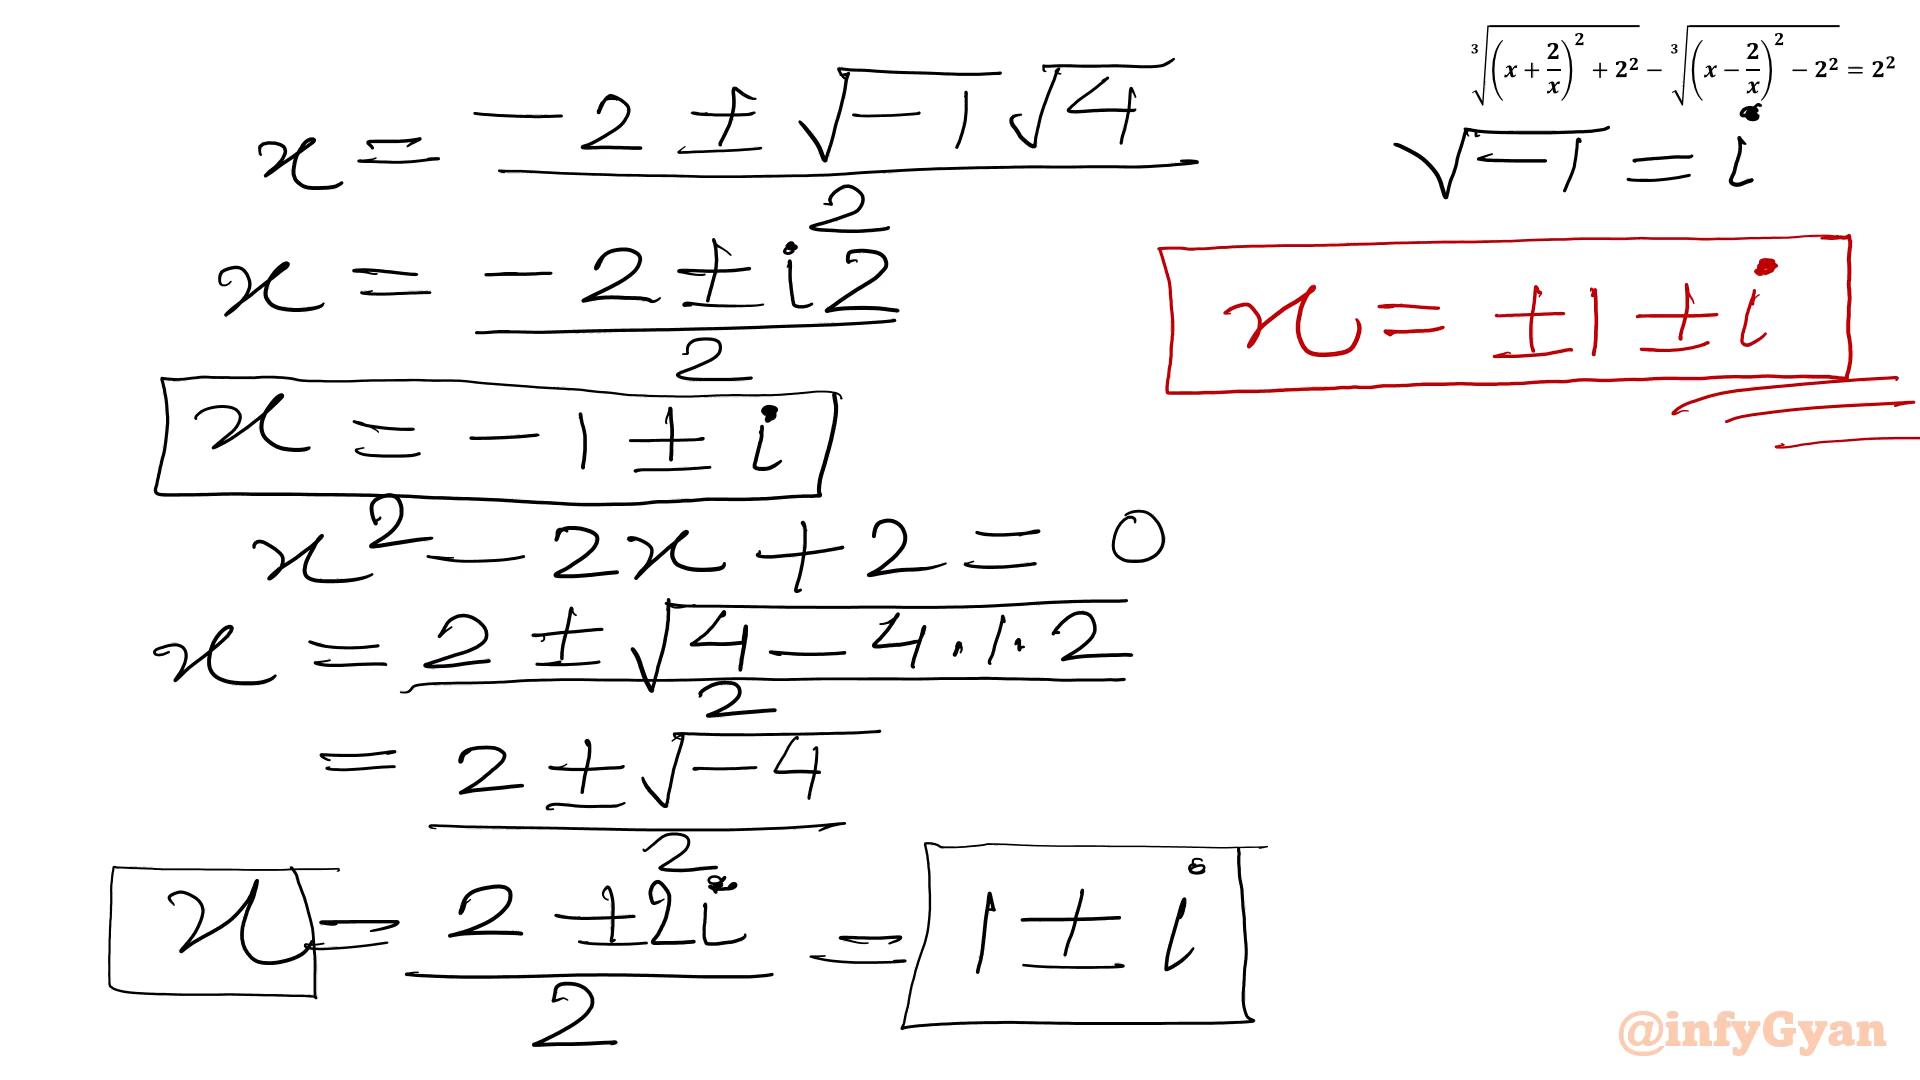 ∛((x + 2/x)² + 2²) − ∛((x − 2/x)² − 2²) = 2²
x = (−2 ± √−1 √4)/2
√−1 = i
x = (−2 ± i2)/2
x = ±1 ± i
x = −1 ± i
x² − 2x + 2 = 0
x = (2 ± √(4 − 4.1.2))/2
= (2 ± √−4)/2
x = (2 ± 2i)/2 = 1 ± i
@infyGyan